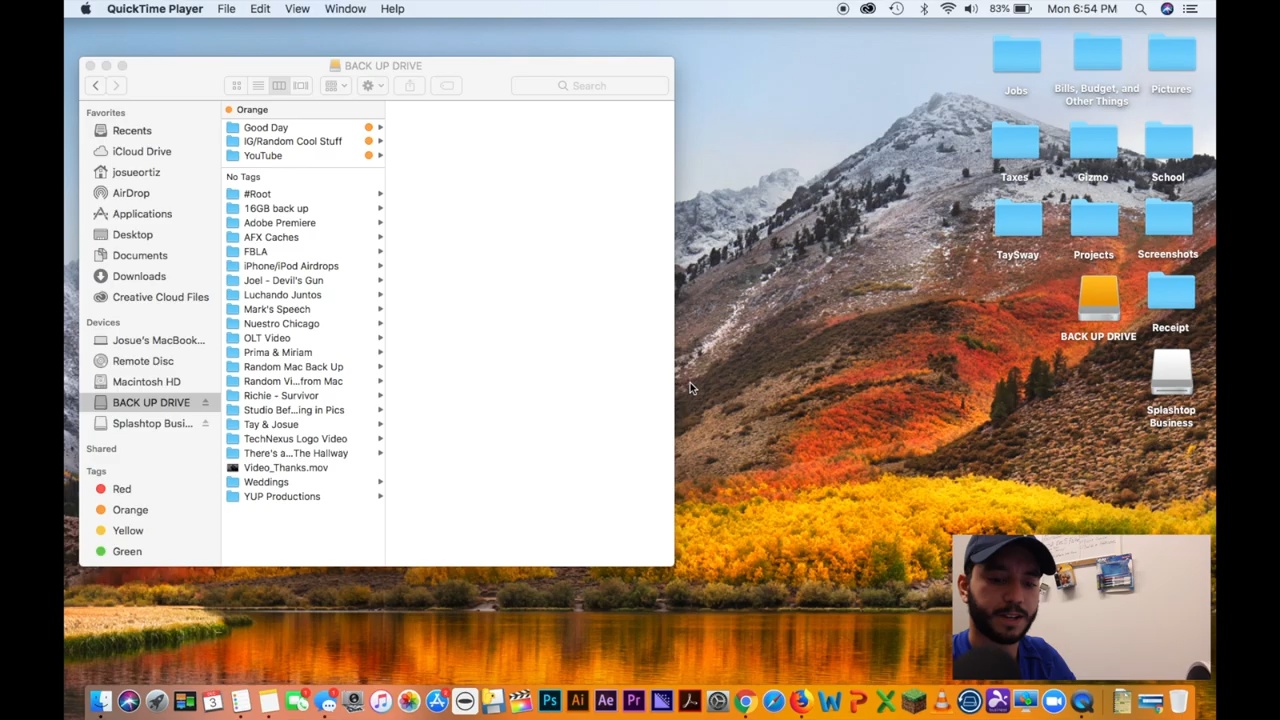 QuickTime Player File Edit View Window Help 83% Mon 6:54 PM
BACK UP DRIVE
Search
Favorites
Recents
iCloud Drive
josueortiz
AirDrop
Applications
Desktop
Documents
Downloads
Creative Cloud Files
Devices
Josue's MacBook...
Remote Disc
Macintosh HD
BACK UP DRIVE
Splashtop Busi...
Shared
Tags
Red
Orange
Yellow
Green
Orange
Good Day
IG/Random Cool Stuff
YouTube
No Tags
#Root
16GB back up
Adobe Premiere
AFX Caches
FBLA
iPhone/iPod Airdrops
Joel - Devil's Gun
Luchando Juntos
Mark's Speech
Nuestro Chicago
OLT Video
Prima & Miriam
Random Mac Back Up
Random Vi...from Mac
Richie - Survivor
Studio Bef...ing in Pics
Tay & Josue
TechNexus Logo Video
There's a...The Hallway
Video_Thanks.mov
Weddings
YUP Productions
Jobs
Bills, Budget, and
Other Things
Pictures
Taxes
Gizmo
School
TaySway
Projects
Screenshots
BACK UP DRIVE
Receipt
Splashtop
Business
3
Ps
Ai
Ae
Pr